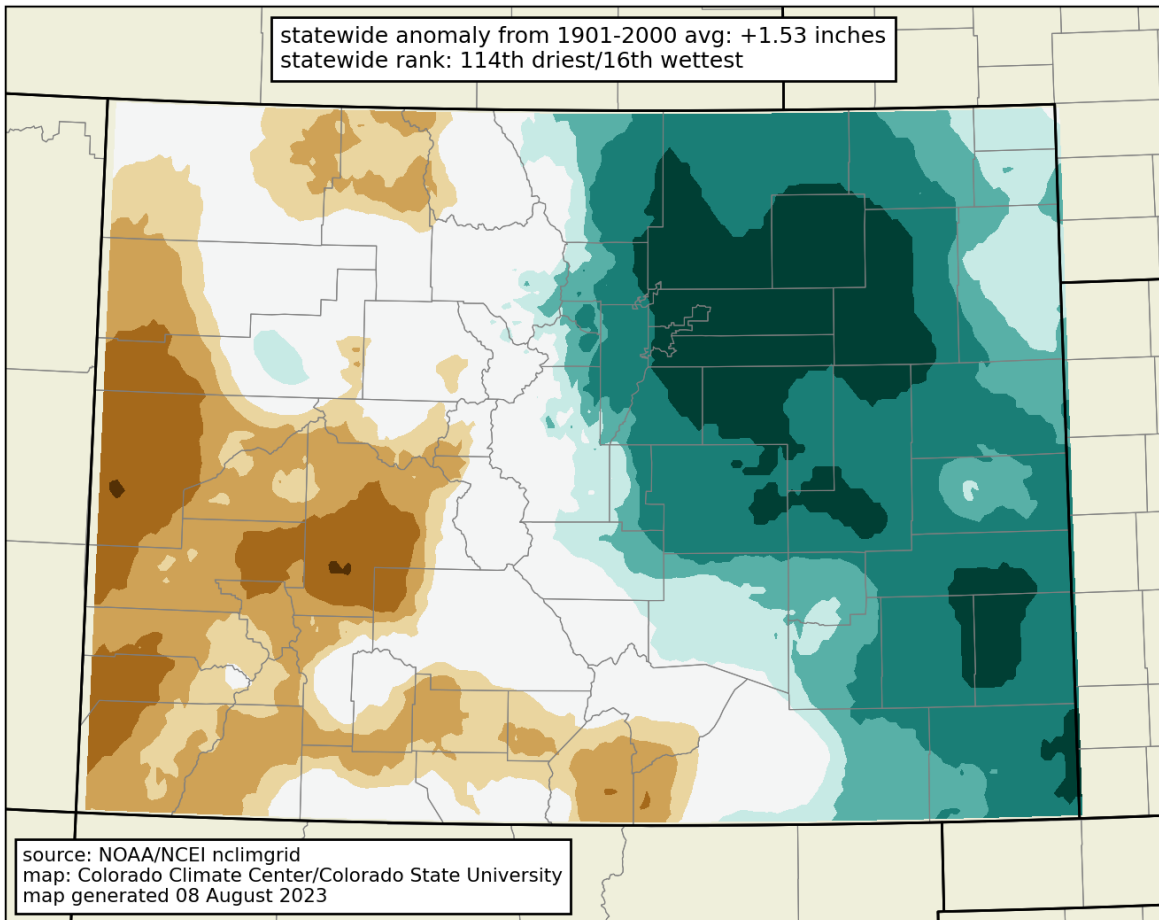 statewide anomaly from 1901-2000 avg: +1.53 inches
statewide rank: 114th driest/16th wettest
source: NOAA/NCEI nclimgrid
map: Colorado Climate Center/Colorado State University
map generated 08 August 2023